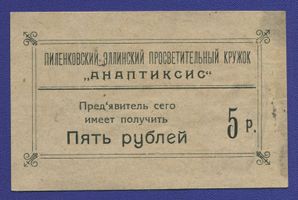 ПИЛЕНКОВСКИЙ-ЭЛЛИНСКИЙ ПРОСВЕТИТЕЛЬНЫЙ КРУЖОК
„АНАПТИКСИС“
Пред'явитель сего
имеет получить
Пять рублей
5 Р.